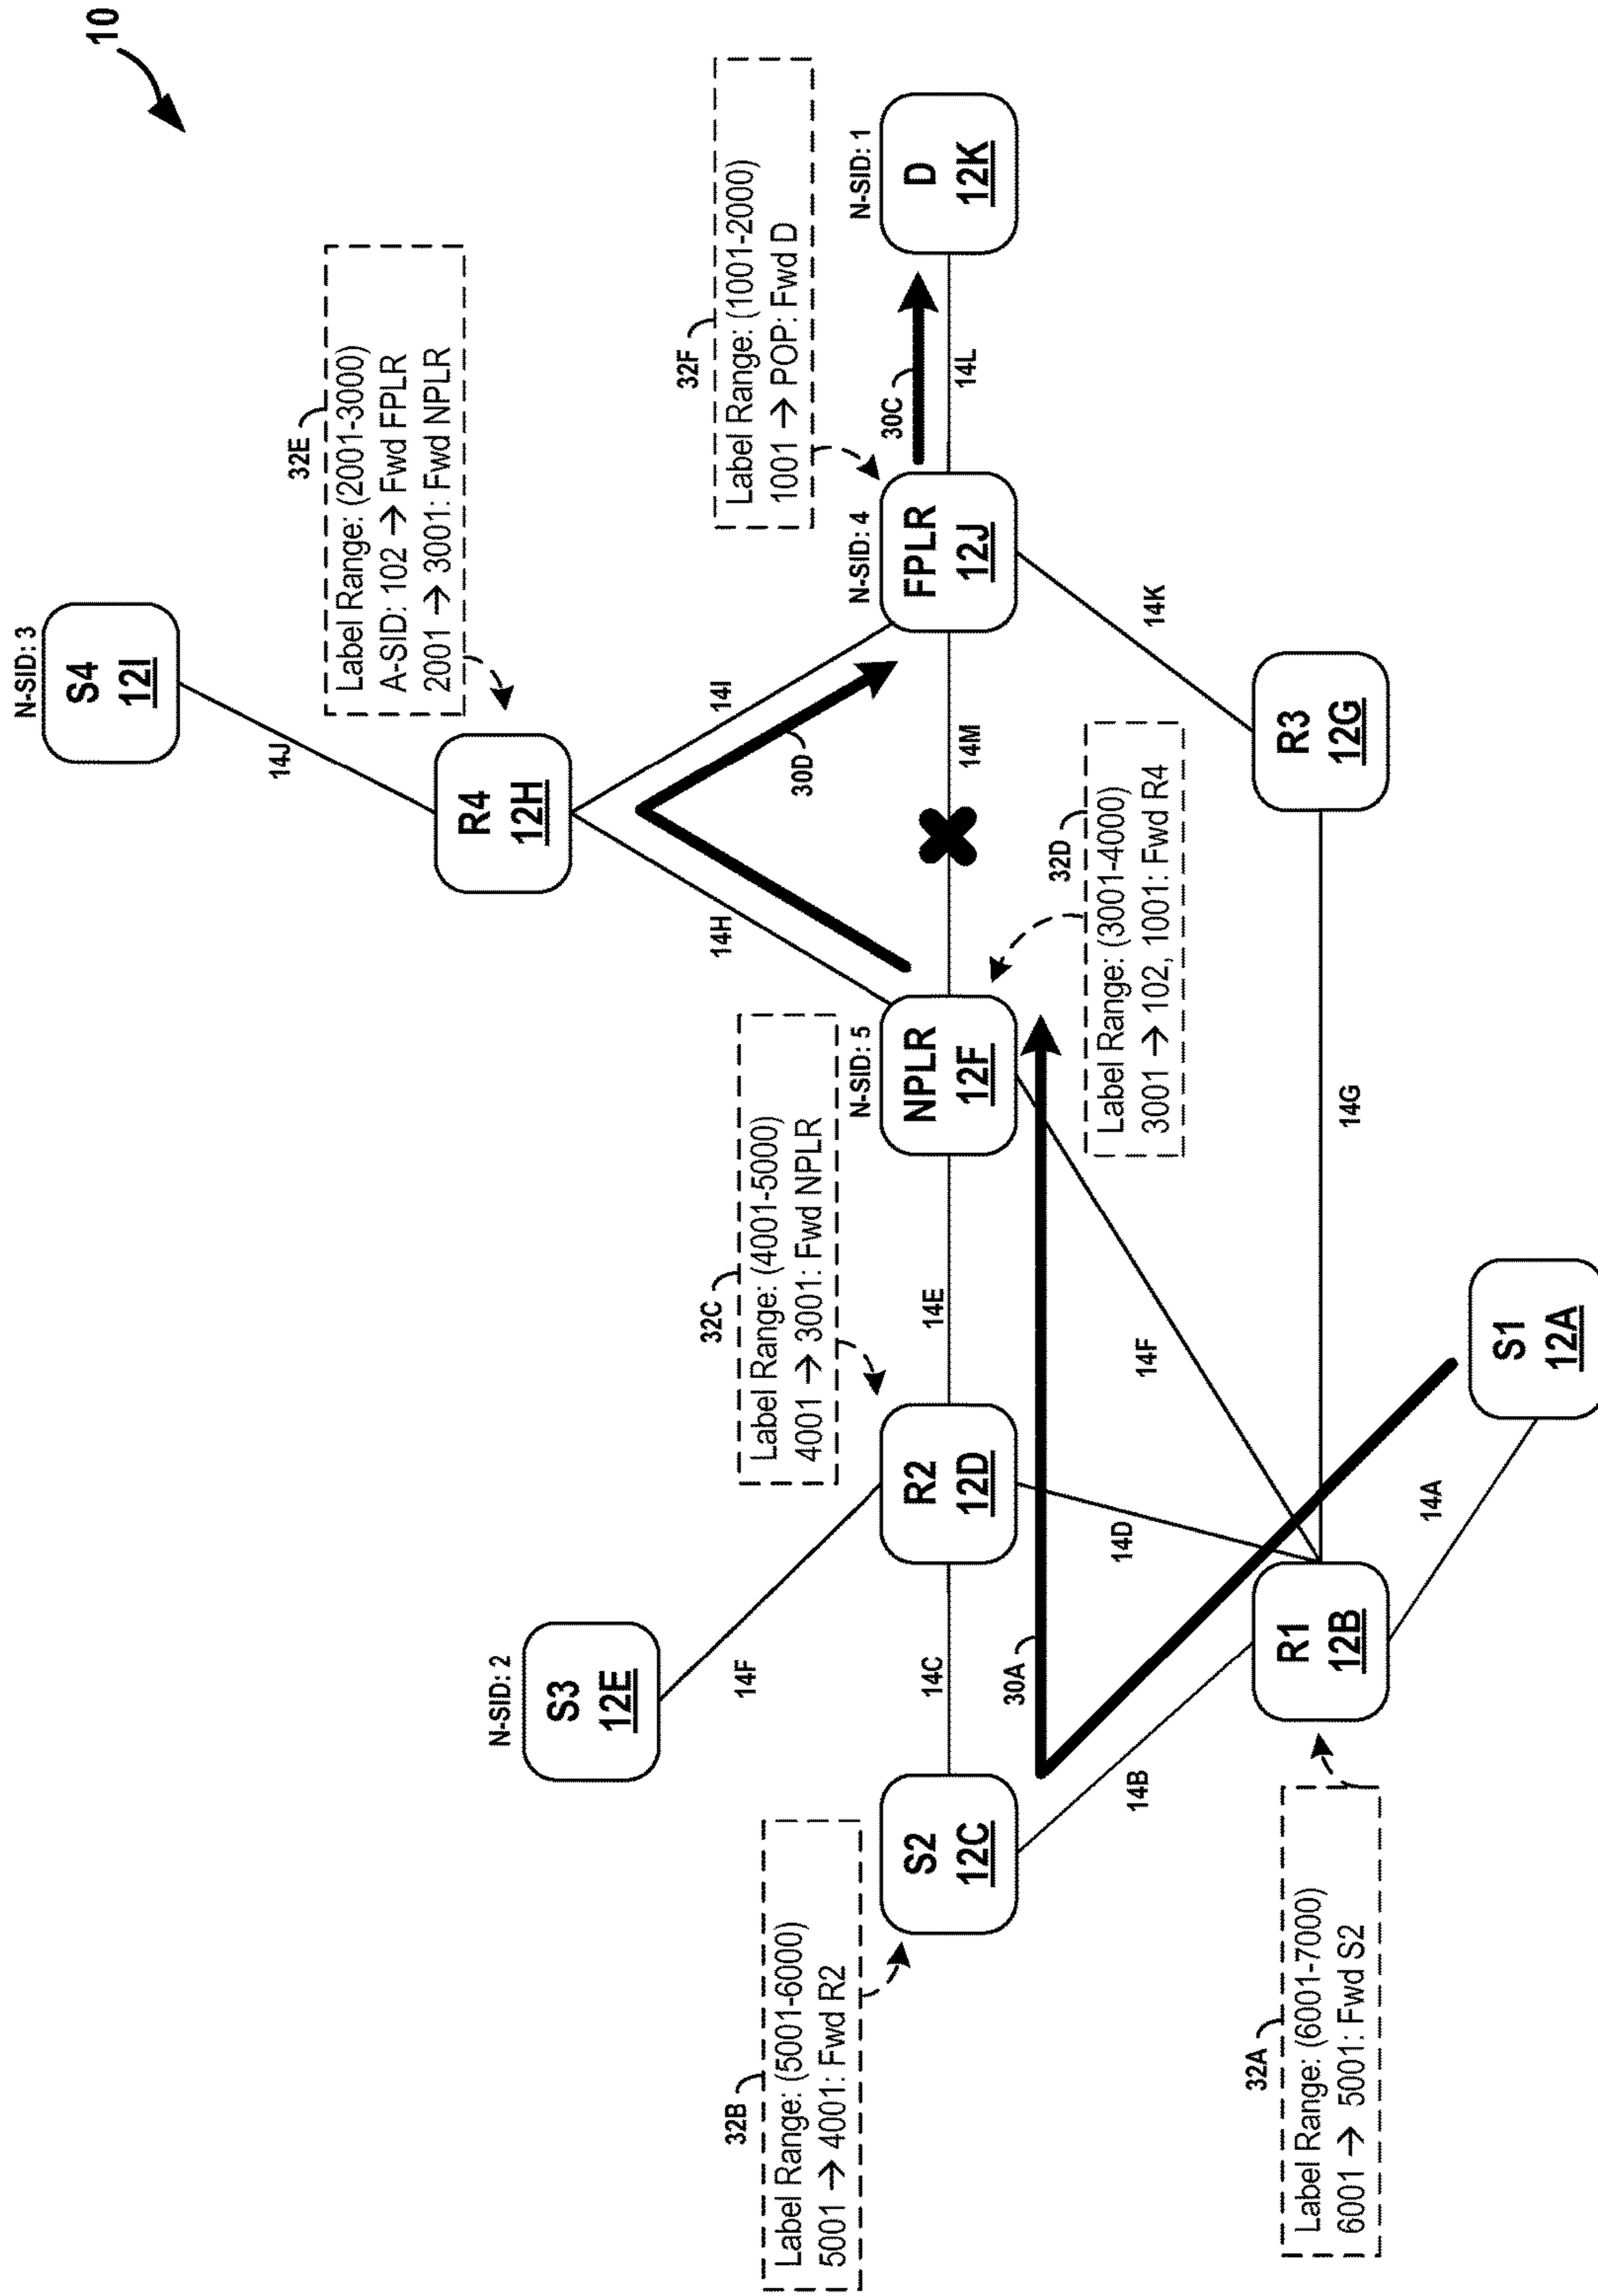 10
N-SID: 3
S4
12I
14J
32E
Label Range: (2001-3000)
A-SID: 102 → Fwd FPLR
2001 → 3001: Fwd NPLR
R4
12H
14H
14I
30D
32F
Label Range: (1001-2000)
1001 → POP: Fwd D
N-SID: 2
S3
12E
14F
32C
Label Range: (4001-5000)
4001 → 3001: Fwd NPLR
32B
Label Range: (5001-6000)
5001 → 4001: Fwd R2
S2
12C
14C
R2
12D
14E
N-SID: 5
NPLR
12F
14M
N-SID: 4
FPLR
12J
30C
14L
N-SID: 1
D
12K
30A
32D
Label Range: (3001-4000)
3001 → 102, 1001: Fwd R4
14B
14D
14F
14K
32A
Label Range: (6001-7000)
6001 → 5001: Fwd S2
R1
12B
14G
R3
12G
14A
S1
12A